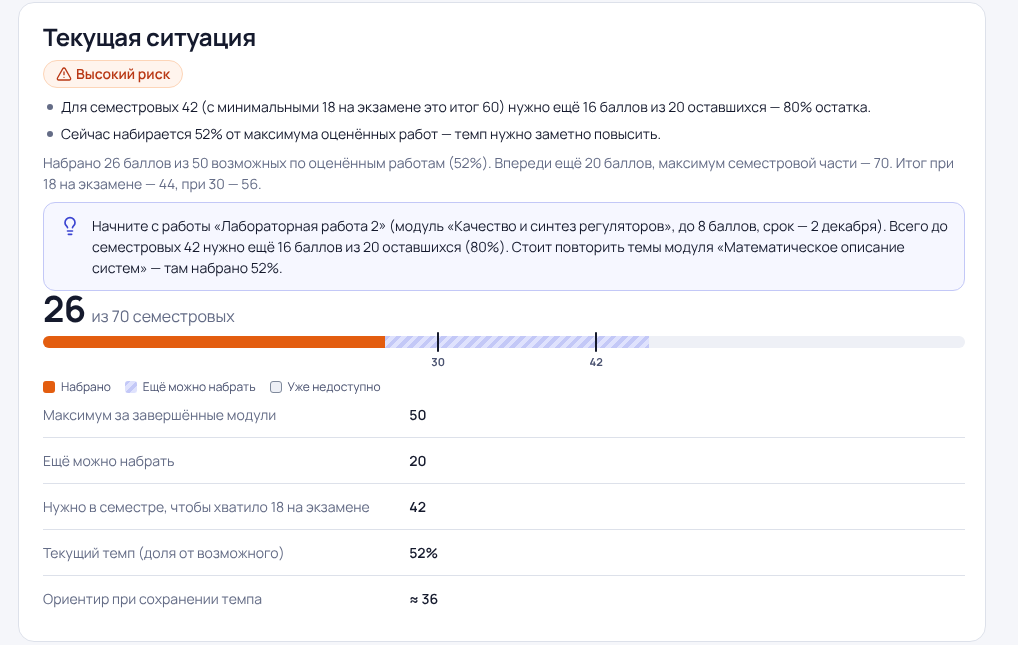 Текущая ситуация
Высокий риск
Для семестровых 42 (с минимальными 18 на экзамене это итог 60) нужно ещё 16 баллов из 20 оставшихся — 80% остатка.
Сейчас набирается 52% от максимума оценённых работ — темп нужно заметно повысить.
Набрано 26 баллов из 50 возможных по оценённым работам (52%). Впереди ещё 20 баллов, максимум семестровой части — 70. Итог при
18 на экзамене — 44, при 30 — 56.
Начните с работы «Лабораторная работа 2» (модуль «Качество и синтез регуляторов», до 8 баллов, срок — 2 декабря). Всего до
семестровых 42 нужно ещё 16 баллов из 20 оставшихся (80%). Стоит повторить темы модуля «Математическое описание
систем» — там набрано 52%.
26 из 70 семестровых
30 42
Набрано Ещё можно набрать Уже недоступно
Максимум за завершённые модули 50
Ещё можно набрать 20
Нужно в семестре, чтобы хватило 18 на экзамене 42
Текущий темп (доля от возможного) 52%
Ориентир при сохранении темпа ≈ 36